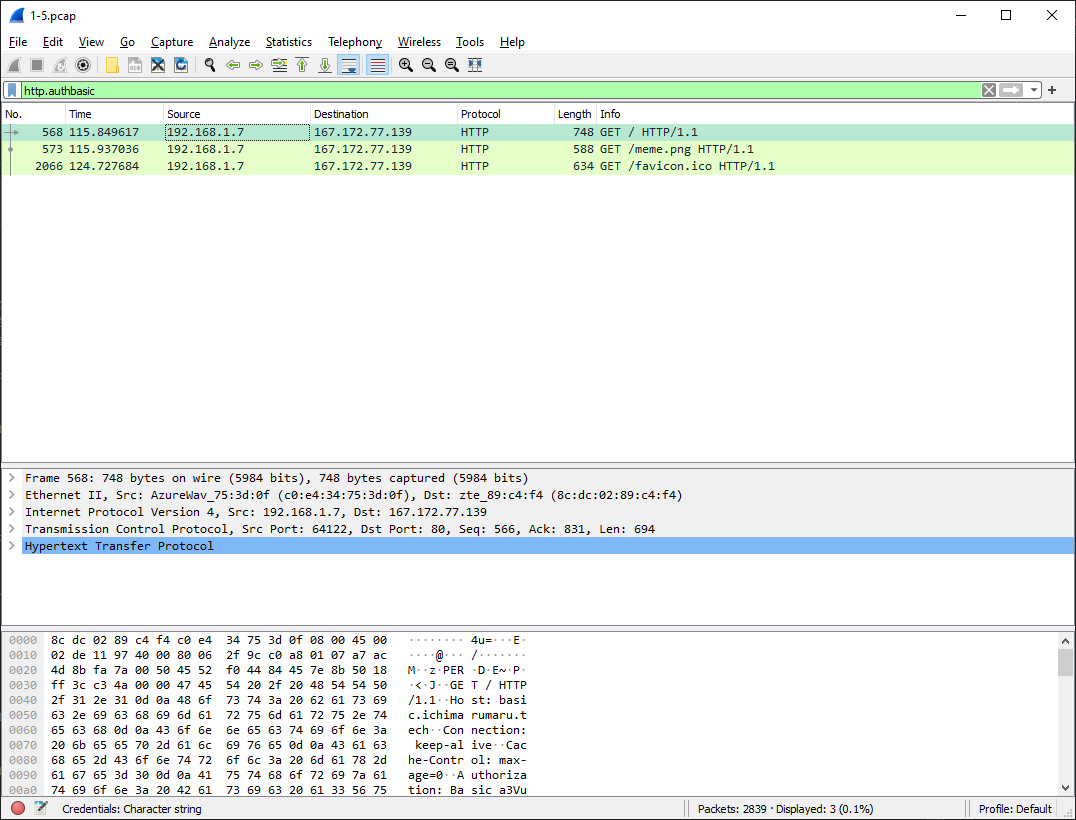 1-5.pcap
File Edit View Go Capture Analyze Statistics Telephony Wireless Tools Help
http.authbasic
No. Time Source Destination Protocol Length Info
568 115.849617 192.168.1.7 167.172.77.139 HTTP 748 GET / HTTP/1.1
573 115.937036 192.168.1.7 167.172.77.139 HTTP 588 GET /meme.png HTTP/1.1
2066 124.727684 192.168.1.7 167.172.77.139 HTTP 634 GET /favicon.ico HTTP/1.1
Frame 568: 748 bytes on wire (5984 bits), 748 bytes captured (5984 bits)
Ethernet II, Src: AzureWav_75:3d:0f (c0:e4:34:75:3d:0f), Dst: zte_89:c4:f4 (8c:dc:02:89:c4:f4)
Internet Protocol Version 4, Src: 192.168.1.7, Dst: 167.172.77.139
Transmission Control Protocol, Src Port: 64122, Dst Port: 80, Seq: 566, Ack: 831, Len: 694
Hypertext Transfer Protocol
0000 8c dc 02 89 c4 f4 c0 e4 34 75 3d 0f 08 00 45 00 ········ 4u=···E·
0010 02 de 11 97 40 00 80 06 2f 9c c0 a8 01 07 a7 ac ····@··· /·······
0020 4d 8b fa 7a 00 50 45 52 f0 44 84 45 7e 8b 50 18 M··z·PER ·D·E~·P·
0030 ff 3c c3 4a 00 00 47 45 54 20 2f 20 48 54 54 50 ·<·J··GE T / HTTP
0040 2f 31 2e 31 0d 0a 48 6f 73 74 3a 20 62 61 73 69 /1.1··Ho st: basi
0050 63 2e 69 63 68 69 6d 61 72 75 6d 61 72 75 2e 74 c.ichima rumaru.t
0060 65 63 68 0d 0a 43 6f 6e 6e 65 63 74 69 6f 6e 3a ech··Con nection:
0070 20 6b 65 65 70 2d 61 6c 69 76 65 0d 0a 43 61 63 keep-al ive··Cac
0080 68 65 2d 43 6f 6e 74 72 6f 6c 3a 20 6d 61 78 2d he-Contr ol: max-
0090 61 67 65 3d 30 0d 0a 41 75 74 68 6f 72 69 7a 61 age=0··A uthoriza
00a0 74 69 6f 6e 3a 20 42 61 73 69 63 20 61 33 56 75 tion: Ba sic a3Vu
Credentials: Character string Packets: 2839 · Displayed: 3 (0.1%) Profile: Default